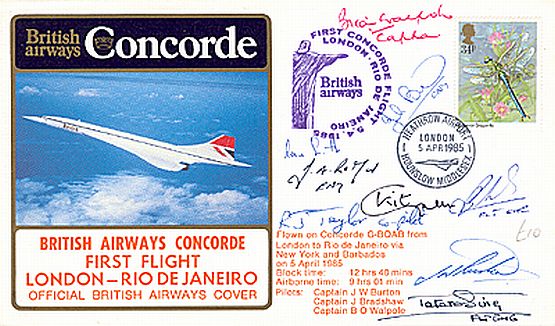 British airways Concorde
BRITISH AIRWAYS CONCORDE
FIRST FLIGHT
LONDON – RIO DE JANEIRO
OFFICIAL BRITISH AIRWAYS COVER
FIRST CONCORDE FLIGHT
LONDON - RIO DE JANEIRO
5.4.1985
British
airways
34p
HEATHROW AIRPORT
LONDON
5 APR 1985
HOUNSLOW MIDDLESEX
R J Taylor
£10
Flown on Concorde G-BOAB from
London to Rio de Janeiro via
New York and Barbados
on 5 April 1985
Block time: 12 hrs 40 mins
Airborne time: 9 hrs 01 min
Pilots: Captain J W Burton
Captain J Bradshaw
Captain B O Walpole